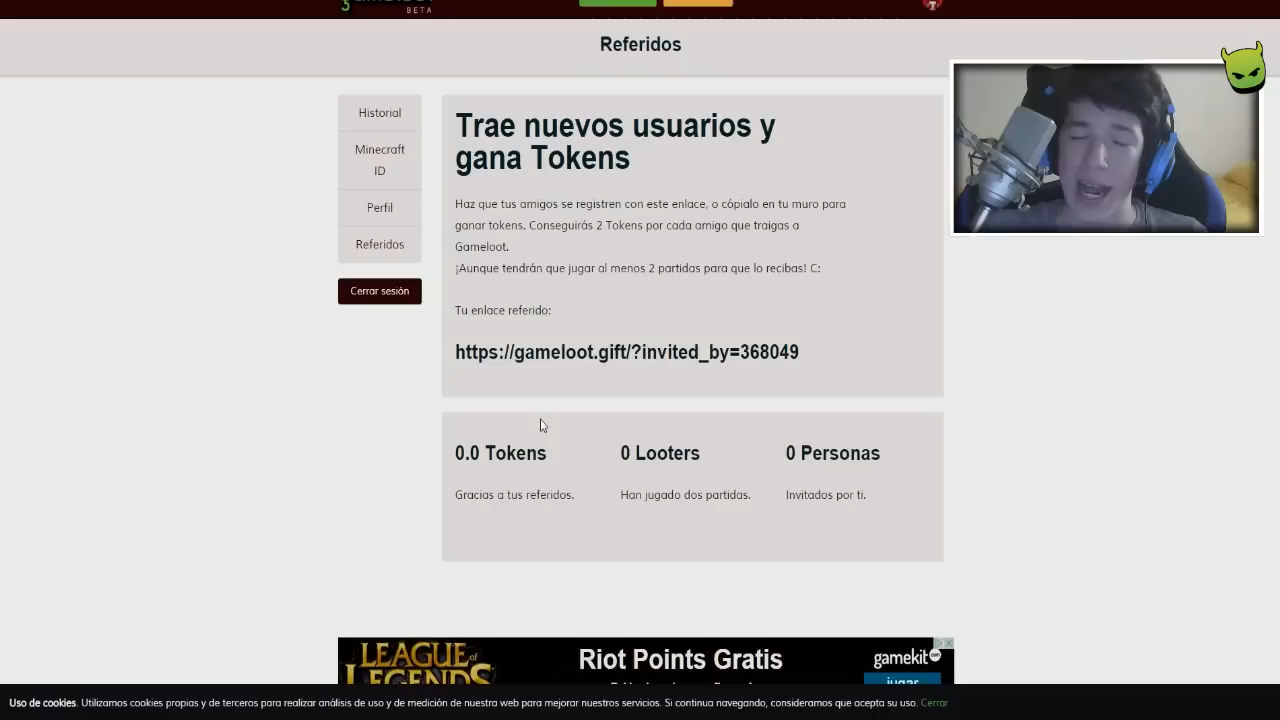 BETA
Referidos
Historial
Minecraft
ID
Perfil
Referidos
Cerrar sesión
Trae nuevos usuarios y
gana Tokens
Haz que tus amigos se registren con este enlace, o cópialo en tu muro para
ganar tokens. Conseguirás 2 Tokens por cada amigo que traigas a
Gameloot.
¡Aunque tendrán que jugar al menos 2 partidas para que lo recibas! C:
Tu enlace referido:
https://gameloot.gift/?invited_by=368049
0.0 Tokens
0 Looters
0 Personas
Gracias a tus referidos.
Han jugado dos partidas.
Invitados por ti.
LEAGUE of
LEGENDS
Riot Points Gratis
gamekit.com
jugar
Uso de cookies. Utilizamos cookies propias y de terceros para realizar análisis de uso y de medición de nuestra web para mejorar nuestros servicios. Si continua navegando, consideramos que acepta su uso. Cerrar